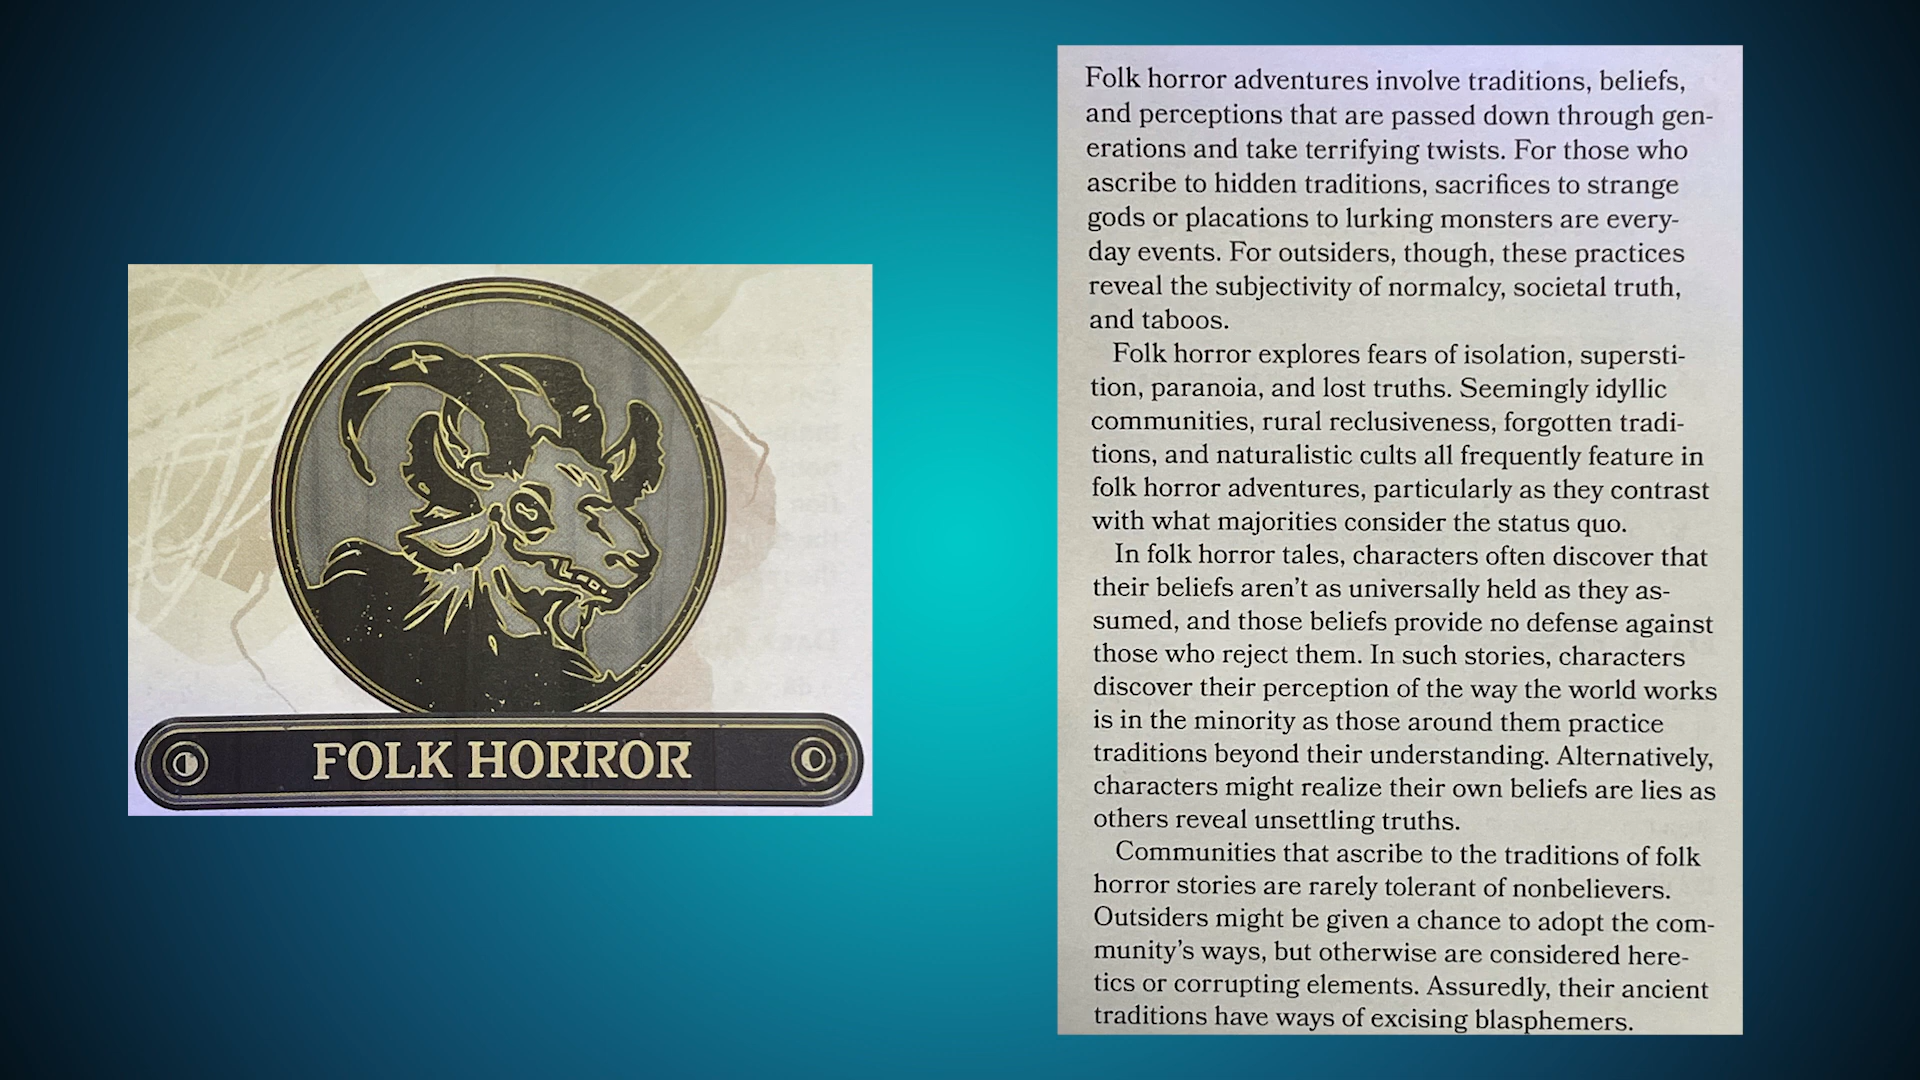 FOLK HORROR
Folk horror adventures involve traditions, beliefs,
and perceptions that are passed down through gen-
erations and take terrifying twists. For those who
ascribe to hidden traditions, sacrifices to strange
gods or placations to lurking monsters are every-
day events. For outsiders, though, these practices
reveal the subjectivity of normalcy, societal truth,
and taboos.
Folk horror explores fears of isolation, supersti-
tion, paranoia, and lost truths. Seemingly idyllic
communities, rural reclusiveness, forgotten tradi-
tions, and naturalistic cults all frequently feature in
folk horror adventures, particularly as they contrast
with what majorities consider the status quo.
In folk horror tales, characters often discover that
their beliefs aren't as universally held as they as-
sumed, and those beliefs provide no defense against
those who reject them. In such stories, characters
discover their perception of the way the world works
is in the minority as those around them practice
traditions beyond their understanding. Alternatively,
characters might realize their own beliefs are lies as
others reveal unsettling truths.
Communities that ascribe to the traditions of folk
horror stories are rarely tolerant of nonbelievers.
Outsiders might be given a chance to adopt the com-
munity's ways, but otherwise are considered here-
tics or corrupting elements. Assuredly, their ancient
traditions have ways of excising blasphemers.